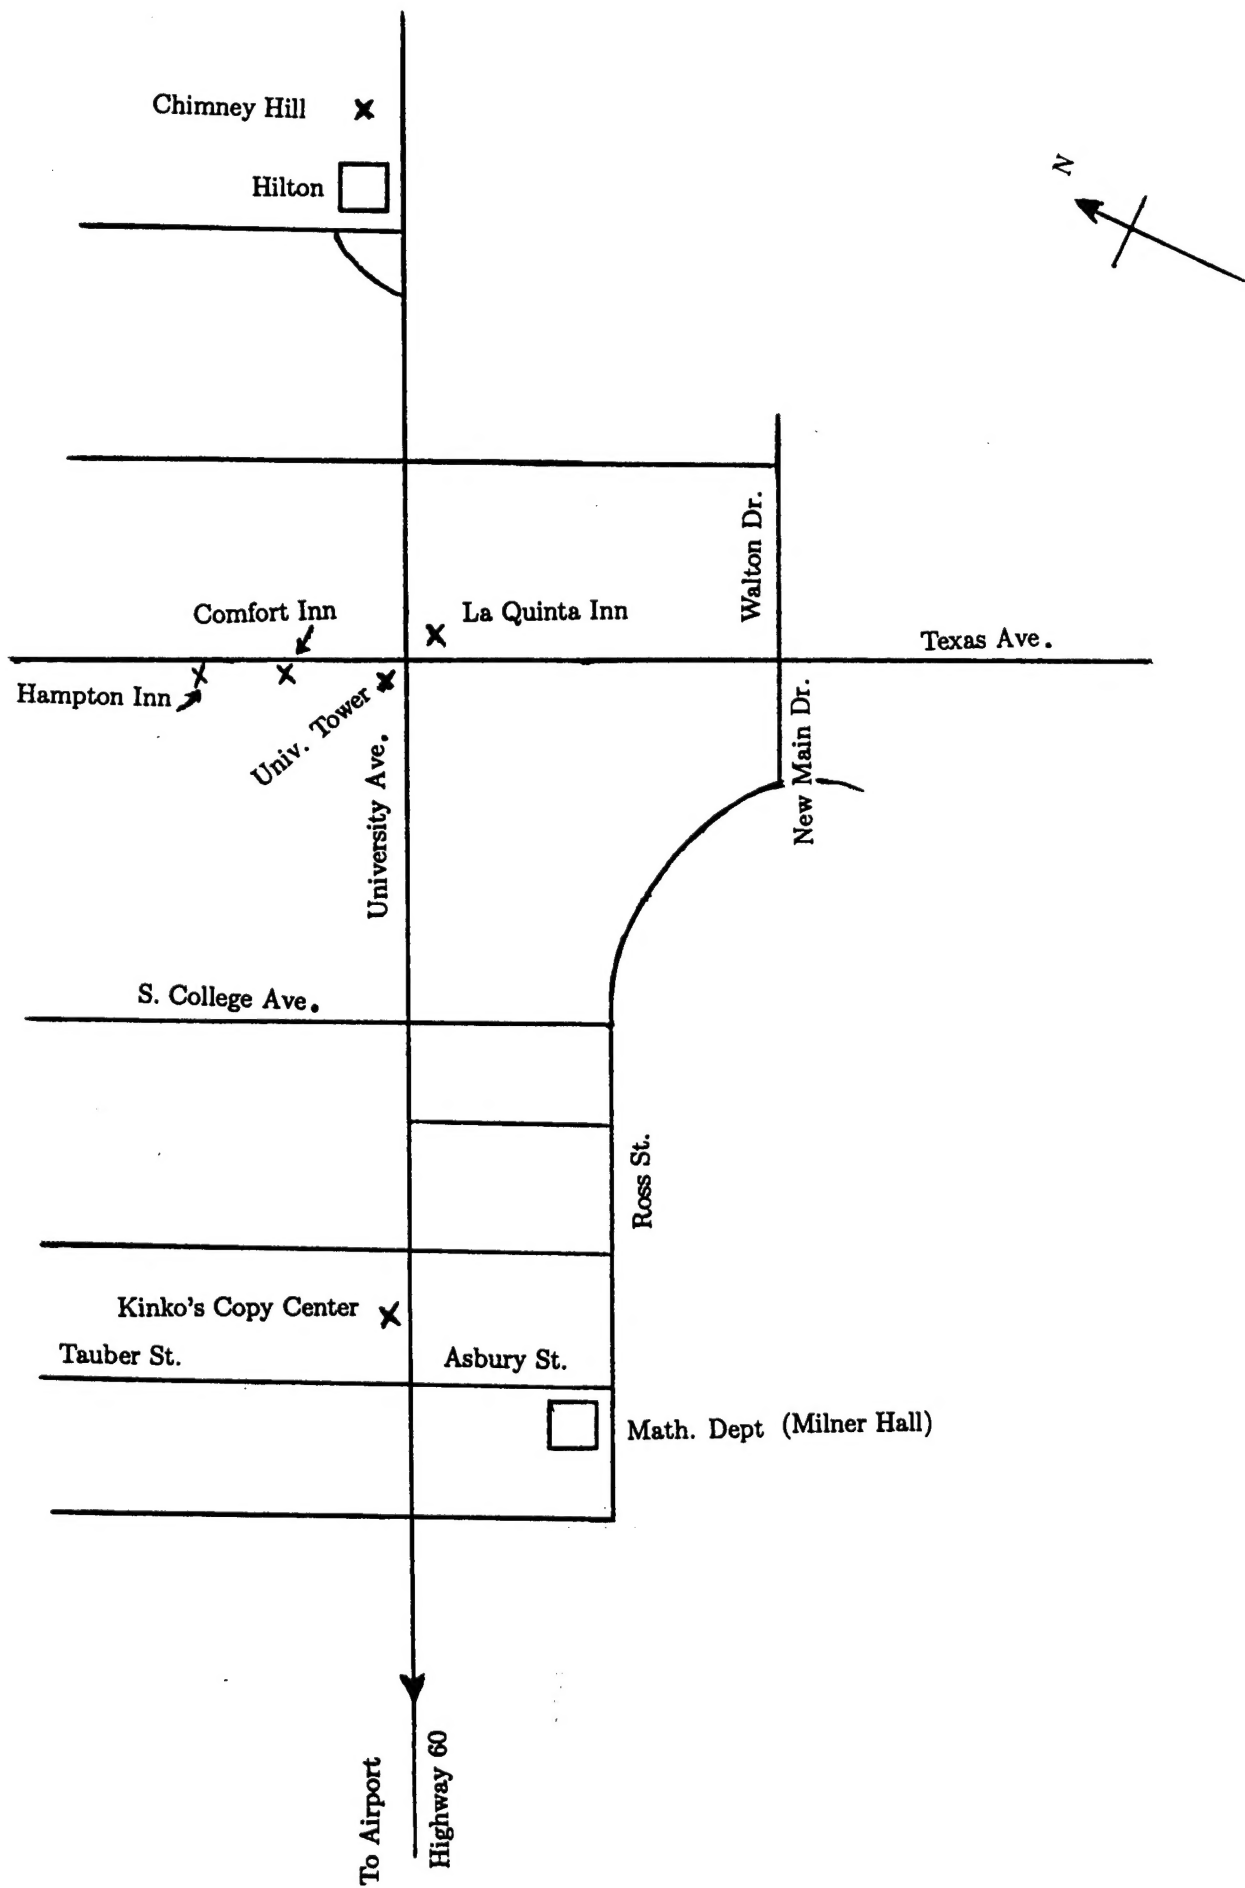 Chimney Hill
N
Hilton
Walton Dr.
Comfort Inn
La Quinta Inn
Texas Ave.
Hampton Inn
Univ. Tower
New Main Dr.
University Ave.
S. College Ave.
Ross St.
Kinko's Copy Center
Tauber St.
Asbury St.
Math. Dept (Milner Hall)
To Airport
Highway 60